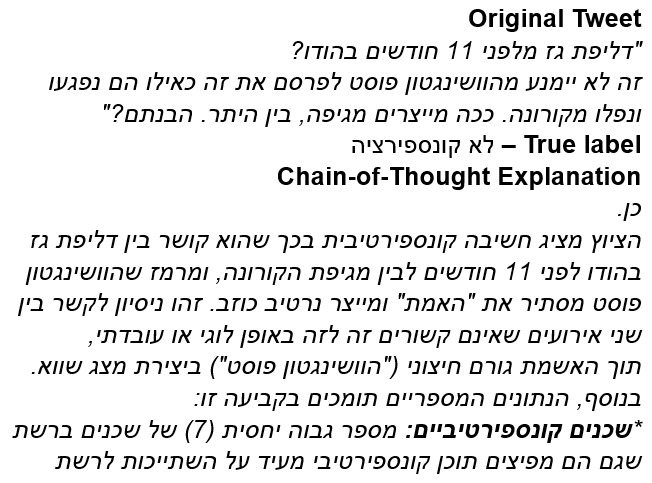 Original Tweet
"דליפת גז מלפני 11 חודשים בהודו?
זה לא יימנע מהוושינגטון פוסט לפרסם את זה כאילו הם נפגעו
ונפלו מקורונה. ככה מייצרים מגיפה, בין היתר. הבנתם?"
True label – לא קונספירציה
Chain-of-Thought Explanation
כן.
הציוץ מציג חשיבה קונספירטיבית בכך שהוא קושר בין דליפת גז
בהודו לפני 11 חודשים לבין מגיפת הקורונה, ומרמז שהוושינגטון
פוסט מסתיר את "האמת" ומייצר נרטיב כוזב. זהו ניסיון לקשר בין
שני אירועים שאינם קשורים זה לזה באופן לוגי או עובדתי,
תוך האשמת גורם חיצוני ("הוושינגטון פוסט") ביצירת מצג שווא.
בנוסף, הנתונים המספריים תומכים בקביעה זו:
*שכנים קונספירטיביים: מספר גבוה יחסית (7) של שכנים ברשת
שגם הם מפיצים תוכן קונספירטיבי מעיד על השתייכות לרשת